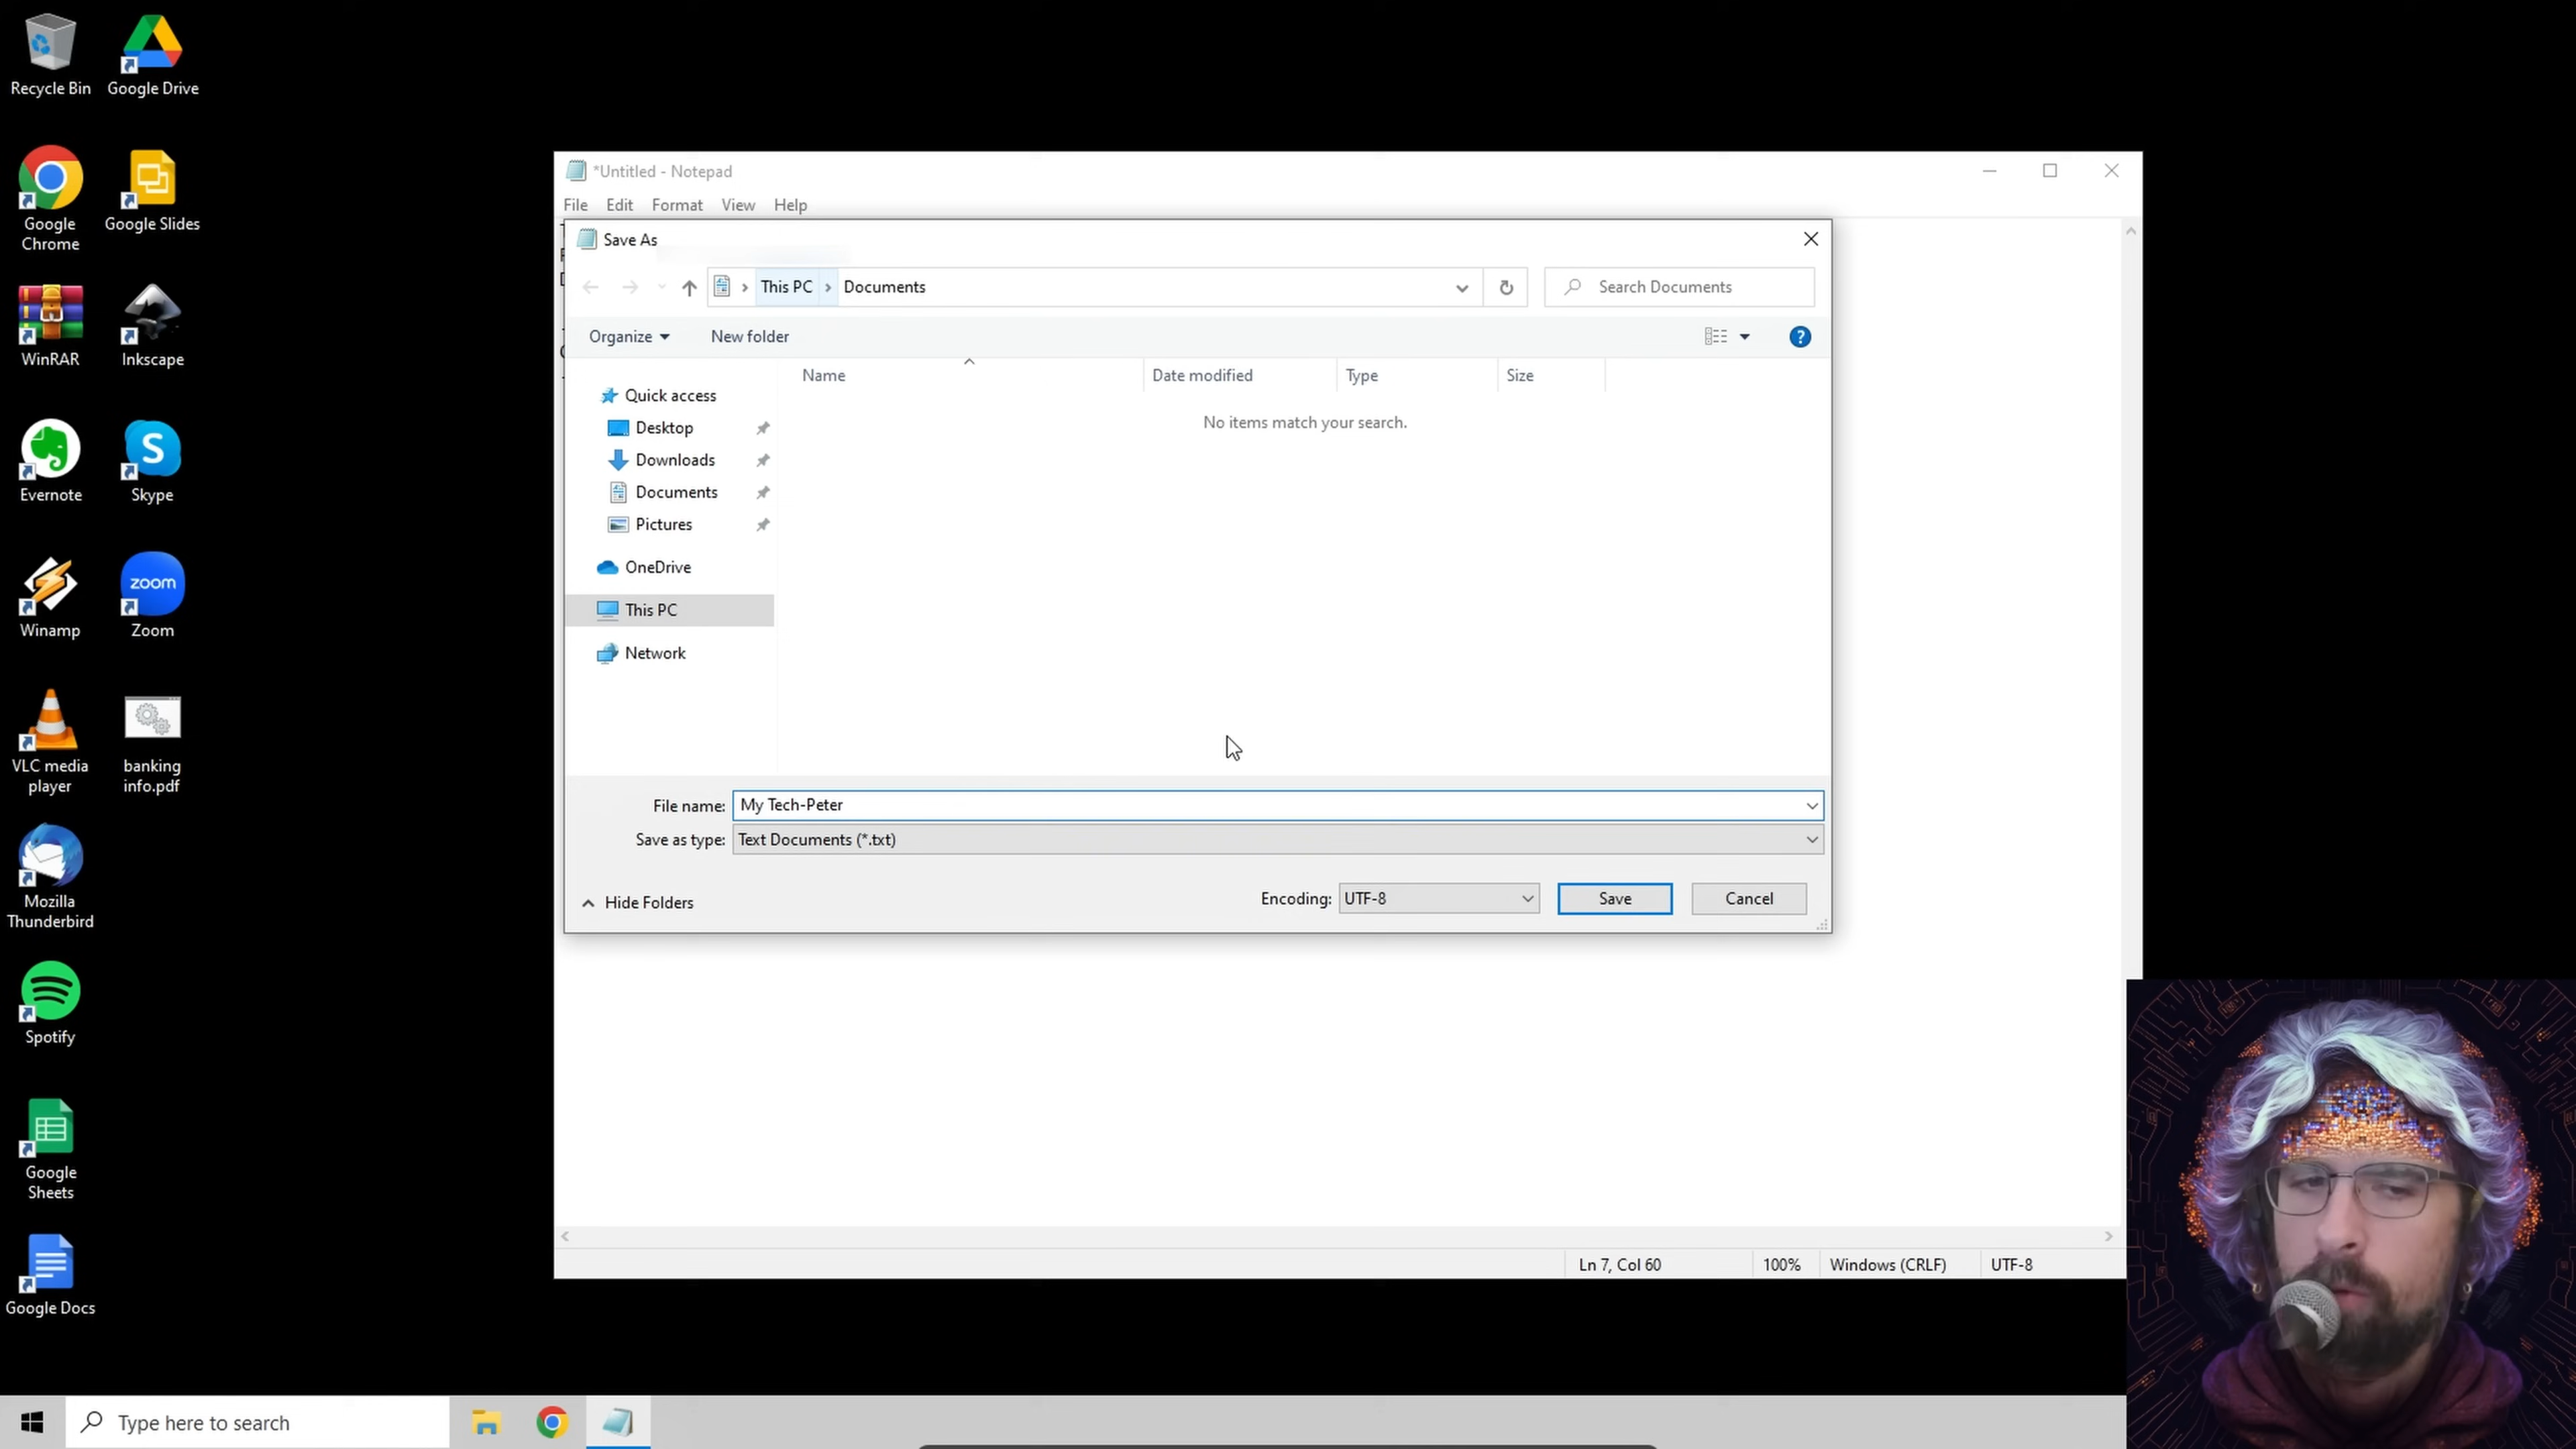 Recycle Bin
Google Drive
Google
Chrome
Google Slides
WinRAR
Inkscape
Evernote
Skype
S
Winamp
zoom
Zoom
VLC media
player
banking
info.pdf
Mozilla
Thunderbird
Spotify
Google
Sheets
Google Docs
*Untitled - Notepad
File Edit Format View Help
Save As
This PC › Documents
Search Documents
Organize
New folder
?
Name Date modified Type Size
No items match your search.
Quick access
Desktop
Downloads
Documents
Pictures
OneDrive
This PC
Network
File name: My Tech-Peter
Save as type: Text Documents (*.txt)
Hide Folders
Encoding: UTF-8
Save
Cancel
Ln 7, Col 60 100% Windows (CRLF) UTF-8
Type here to search